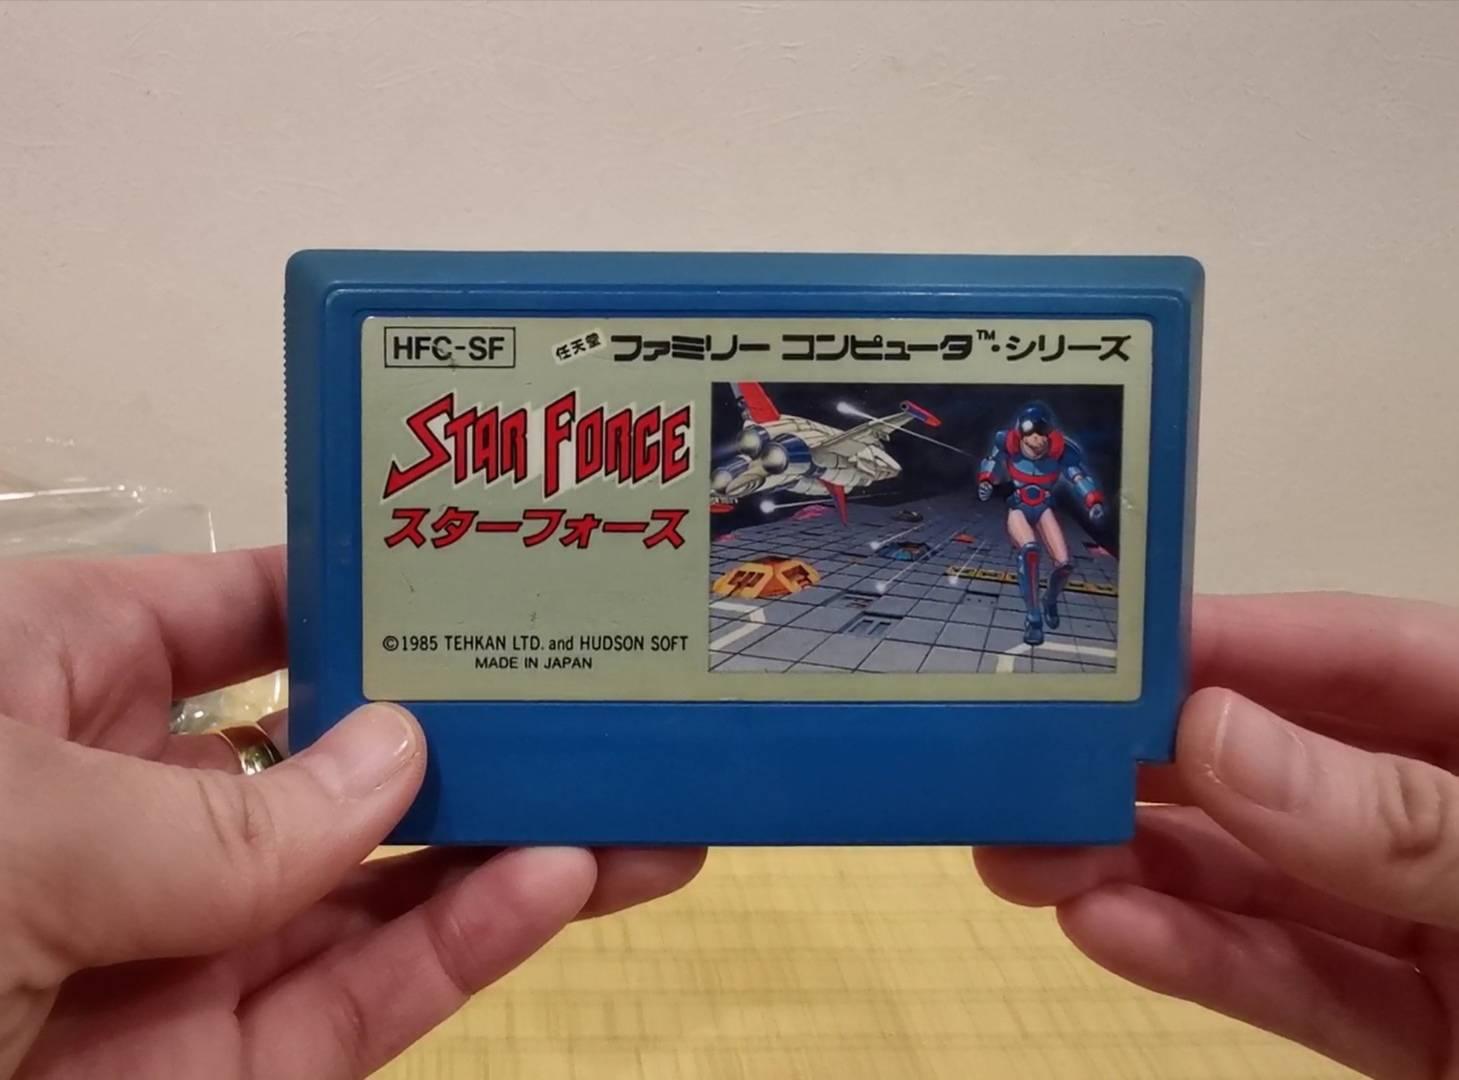 HFC-SF
任天堂 ファミリー コンピュータ™・シリーズ
STAR FORCE
スターフォース
©1985 TEHKAN LTD. and HUDSON SOFT
MADE IN JAPAN